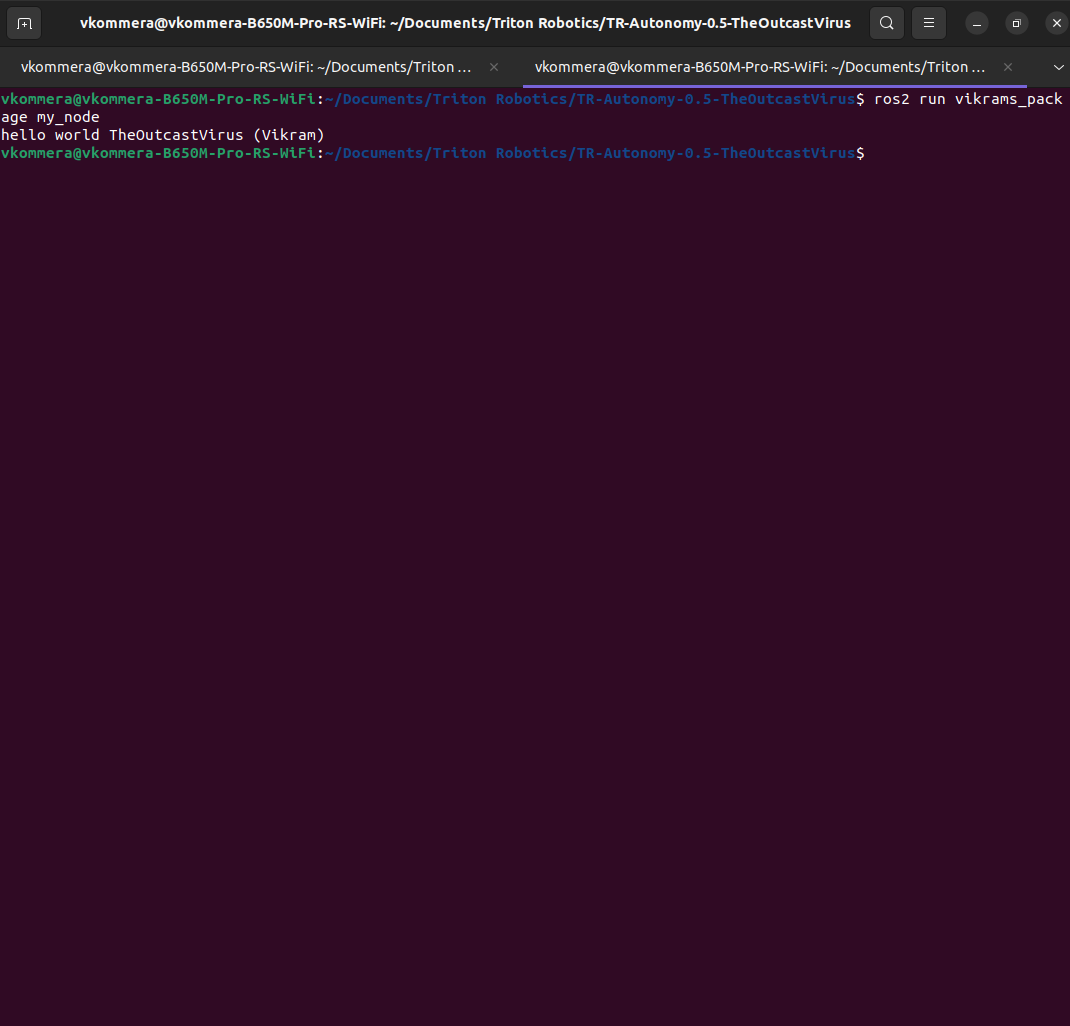 vkommera@vkommera-B650M-Pro-RS-WiFi: ~/Documents/Triton Robotics/TR-Autonomy-0.5-TheOutcastVirus
vkommera@vkommera-B650M-Pro-RS-WiFi: ~/Documents/Triton ... vkommera@vkommera-B650M-Pro-RS-WiFi: ~/Documents/Triton ...
vkommera@vkommera-B650M-Pro-RS-WiFi:~/Documents/Triton Robotics/TR-Autonomy-0.5-TheOutcastVirus$ ros2 run vikrams_pack
age my_node
hello world TheOutcastVirus (Vikram)
vkommera@vkommera-B650M-Pro-RS-WiFi:~/Documents/Triton Robotics/TR-Autonomy-0.5-TheOutcastVirus$